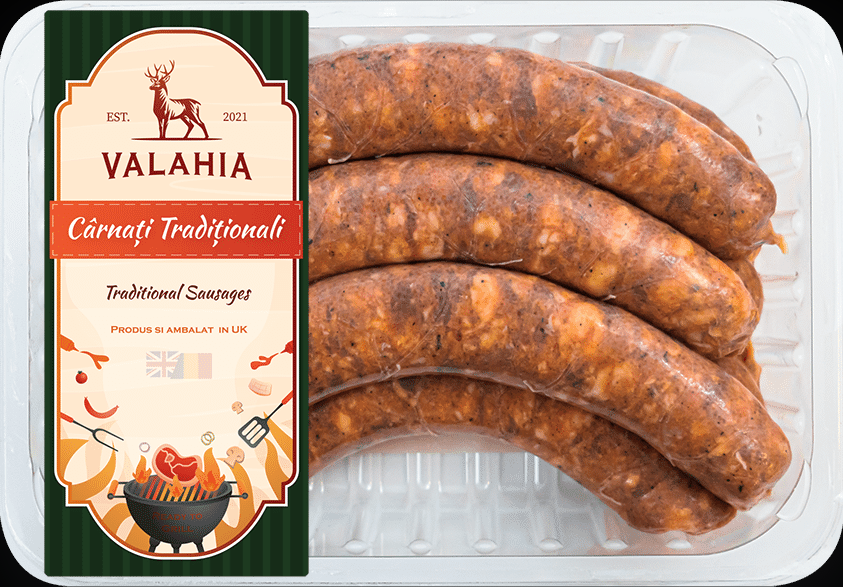 EST. 2021
VALAHIA
Cârnați Tradiționali
Traditional Sausages
PRODUS SI AMBALAT IN UK